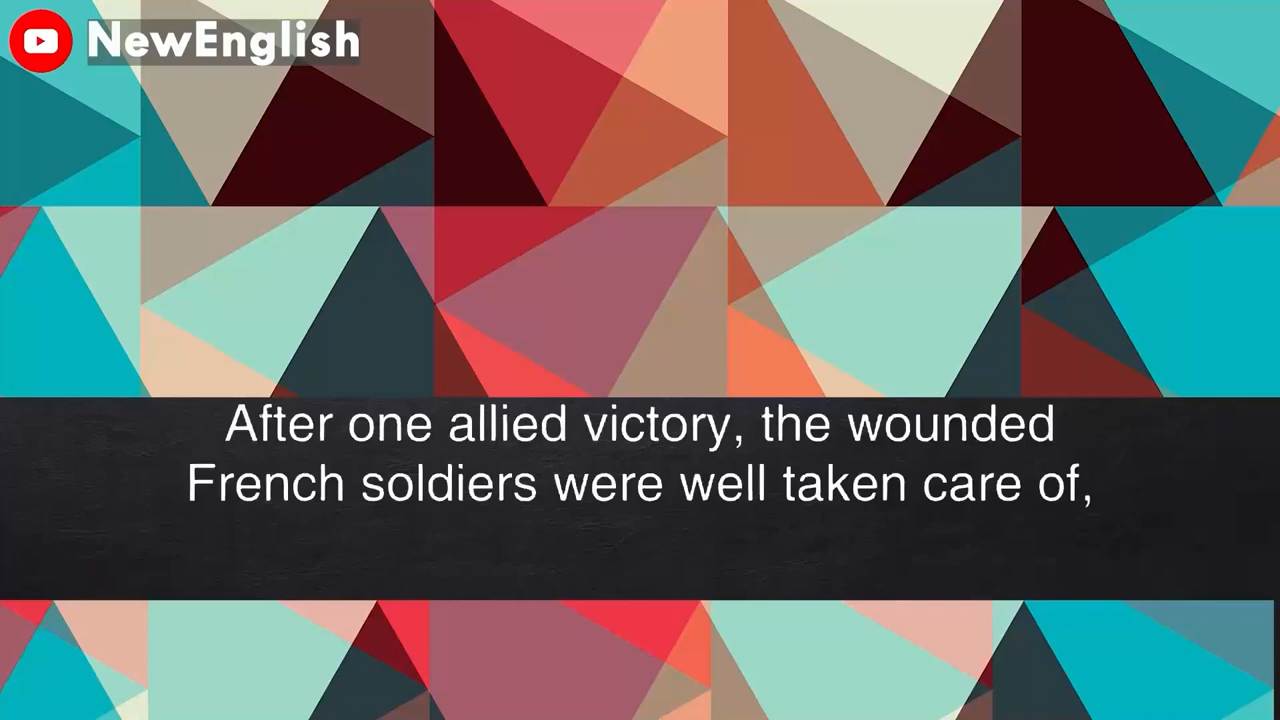 NewEnglish
After one allied victory, the wounded
French soldiers were well taken care of,